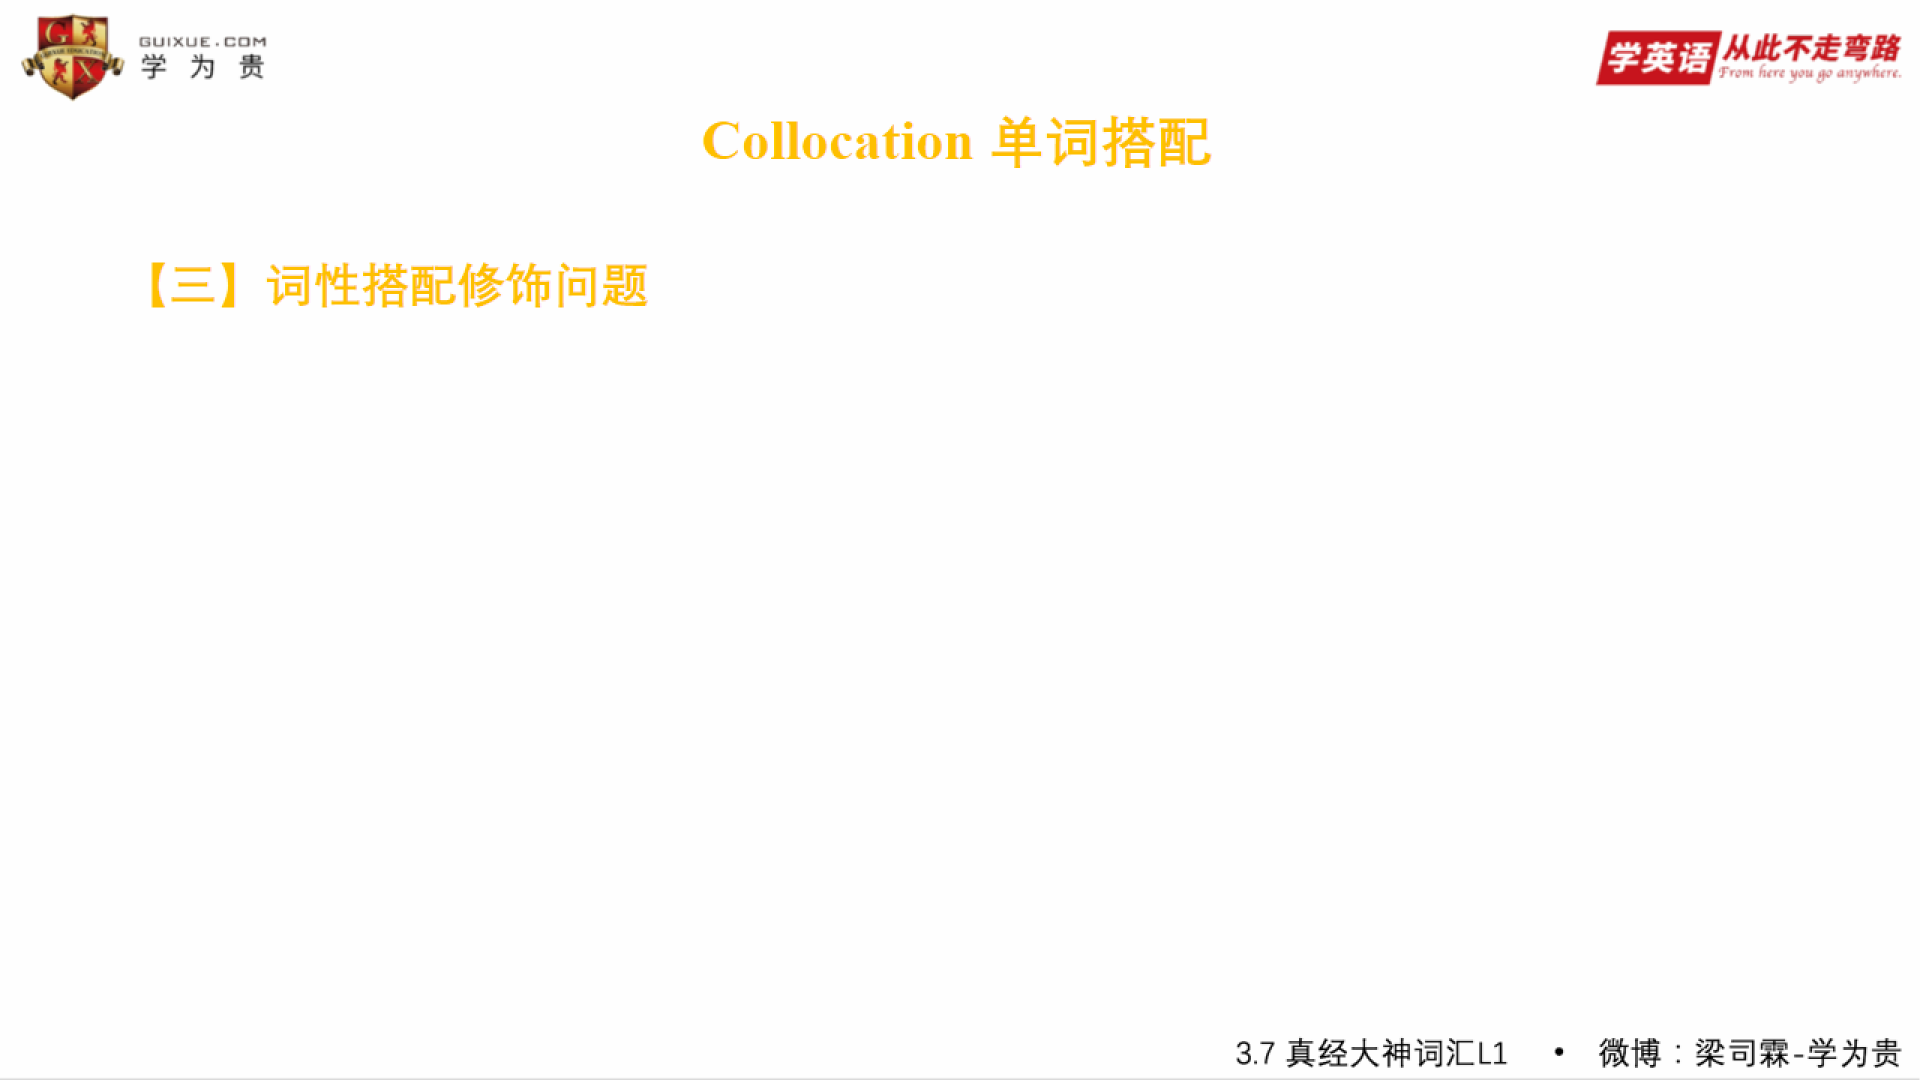 GUIXUE.COM
学为贵
学英语 从此不走弯路
From here you go anywhere.
Collocation 单词搭配
【三】词性搭配修饰问题
3.7 真经大神词汇L1 • 微博：梁司霖-学为贵